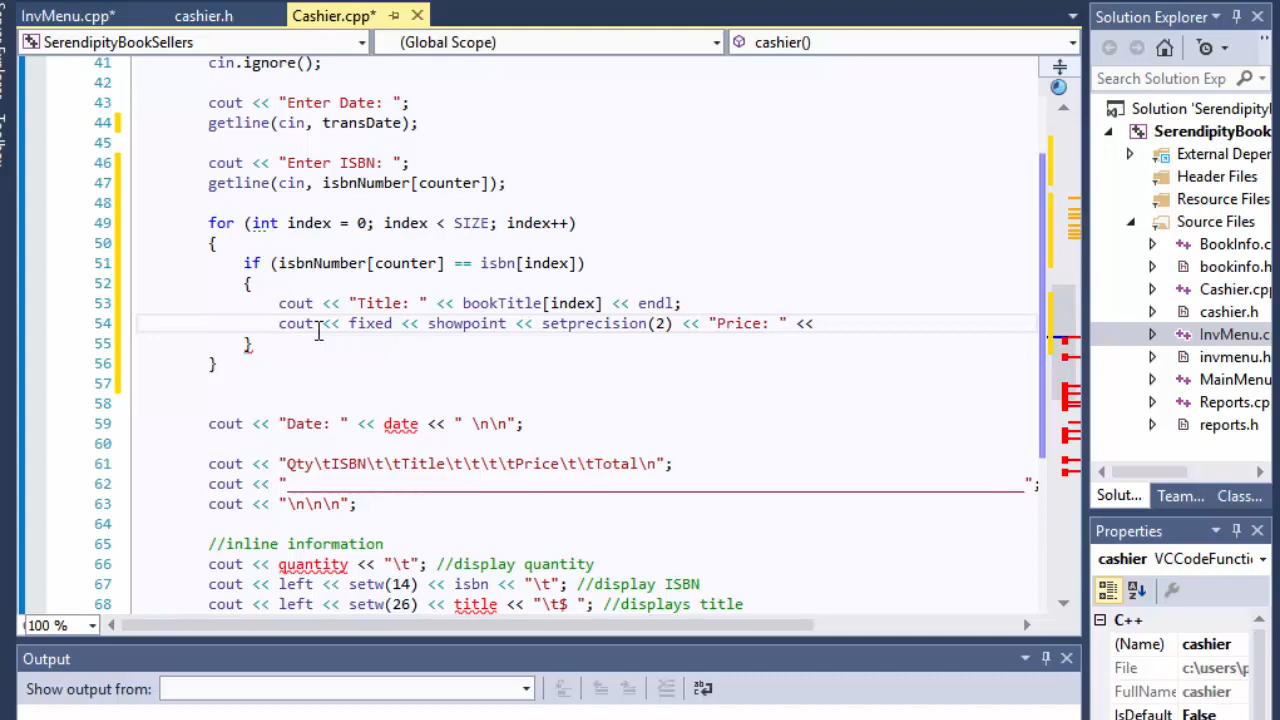 InvMenu.cpp* cashier.h Cashier.cpp*
SerendipityBookSellers (Global Scope) cashier()
41 cin.ignore();
42
43 cout << "Enter Date: ";
44 getline(cin, transDate);
45
46 cout << "Enter ISBN: ";
47 getline(cin, isbnNumber[counter]);
48
49 for (int index = 0; index < SIZE; index++)
50 {
51 if (isbnNumber[counter] == isbn[index])
52 {
53 cout << "Title: " << bookTitle[index] << endl;
54 cout << fixed << showpoint << setprecision(2) << "Price: " <<
55 }
56 }
57
58
59 cout << "Date: " << date << " \n\n";
60
61 cout << "Qty\tISBN\t\tTitle\t\t\t\tPrice\t\tTotal\n";
62 cout << "_________________________________________________________________________";
63 cout << "\n\n\n";
64
65 //inline information
66 cout << quantity << "\t"; //display quantity
67 cout << left << setw(14) << isbn << "\t"; //display ISBN
68 cout << left << setw(26) << title << "\t$ "; //displays title
100 %
Output
Show output from:
Solution Explorer
Search Solution Exp
Solution 'Serendipity
SerendipityBook
External Deper
Header Files
Resource Files
Source Files
BookInfo.c
bookinfo.h
Cashier.cp
cashier.h
InvMenu.c
invmenu.h
MainMenu
Reports.cp
reports.h
Solut... Team... Class...
Properties
cashier VCCodeFuncti
C++
(Name) cashier
File c:\users\p
FullName cashier
IsDefault False